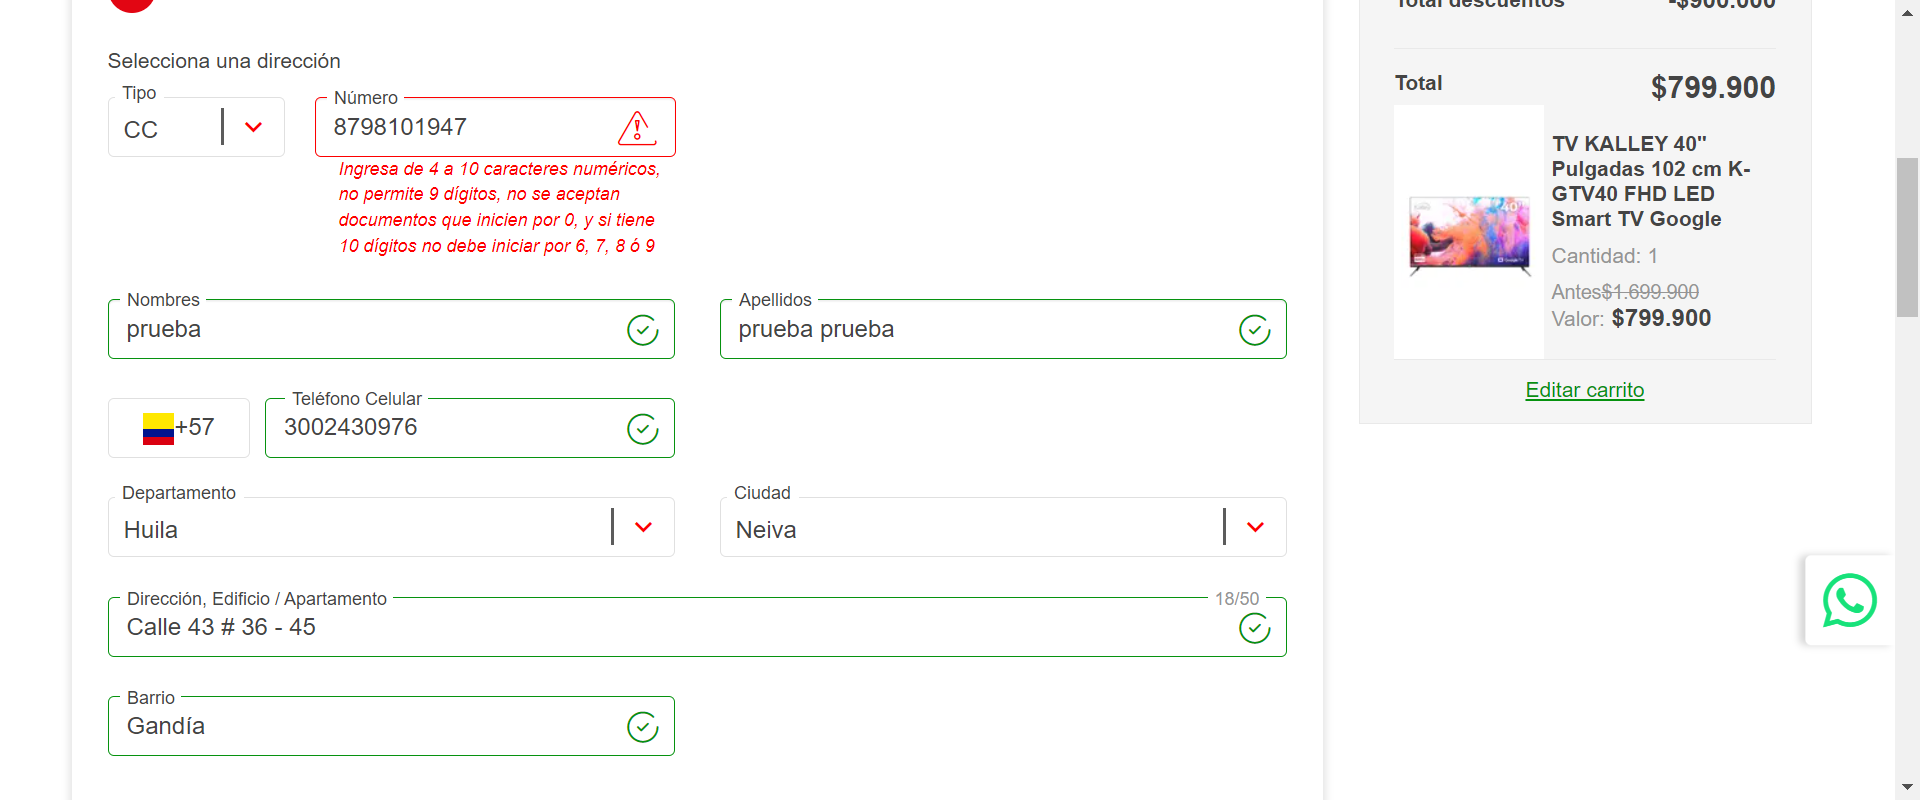 Selecciona una dirección
Tipo
CC
Número
8798101947
Ingresa de 4 a 10 caracteres numéricos,
no permite 9 dígitos, no se aceptan
documentos que inicien por 0, y si tiene
10 dígitos no debe iniciar por 6, 7, 8 ó 9
Nombres
prueba
Apellidos
prueba prueba
+57
Teléfono Celular
3002430976
Departamento
Huila
Ciudad
Neiva
Dirección, Edificio / Apartamento
18/50
Calle 43 # 36 - 45
Barrio
Gandía
Total descuentos
-$900.000
Total
$799.900
TV KALLEY 40"
Pulgadas 102 cm K-
GTV40 FHD LED
Smart TV Google
Cantidad: 1
Antes$1.699.900
Valor: $799.900
Editar carrito